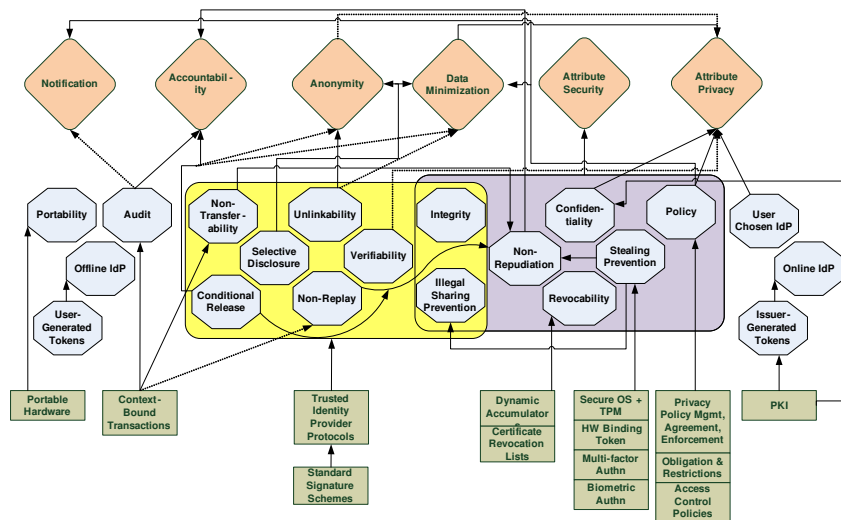 Notification
Accountabil-
ity
Anonymity
Data
Minimization
Attribute
Security
Attribute
Privacy
Portability
Audit
Non-
Transfer-
ability
Unlinkability
Integrity
Confiden-
tiality
Policy
User
Chosen IdP
Offline IdP
Selective
Disclosure
Verifiability
Non-
Repudiation
Stealing
Prevention
Online IdP
User-
Generated
Tokens
Conditional
Release
Non-Replay
Illegal
Sharing
Prevention
Revocability
Issuer-
Generated
Tokens
Portable
Hardware
Context-
Bound
Transactions
Trusted
Identity
Provider
Protocols
Standard
Signature
Schemes
Dynamic
Accumulator
Certificate
Revocation
Lists
Secure OS +
TPM
HW Binding
Token
Multi-factor
Authn
Biometric
Authn
Privacy
Policy Mgmt,
Agreement,
Enforcement
Obligation &
Restrictions
Access
Control
Policies
PKI